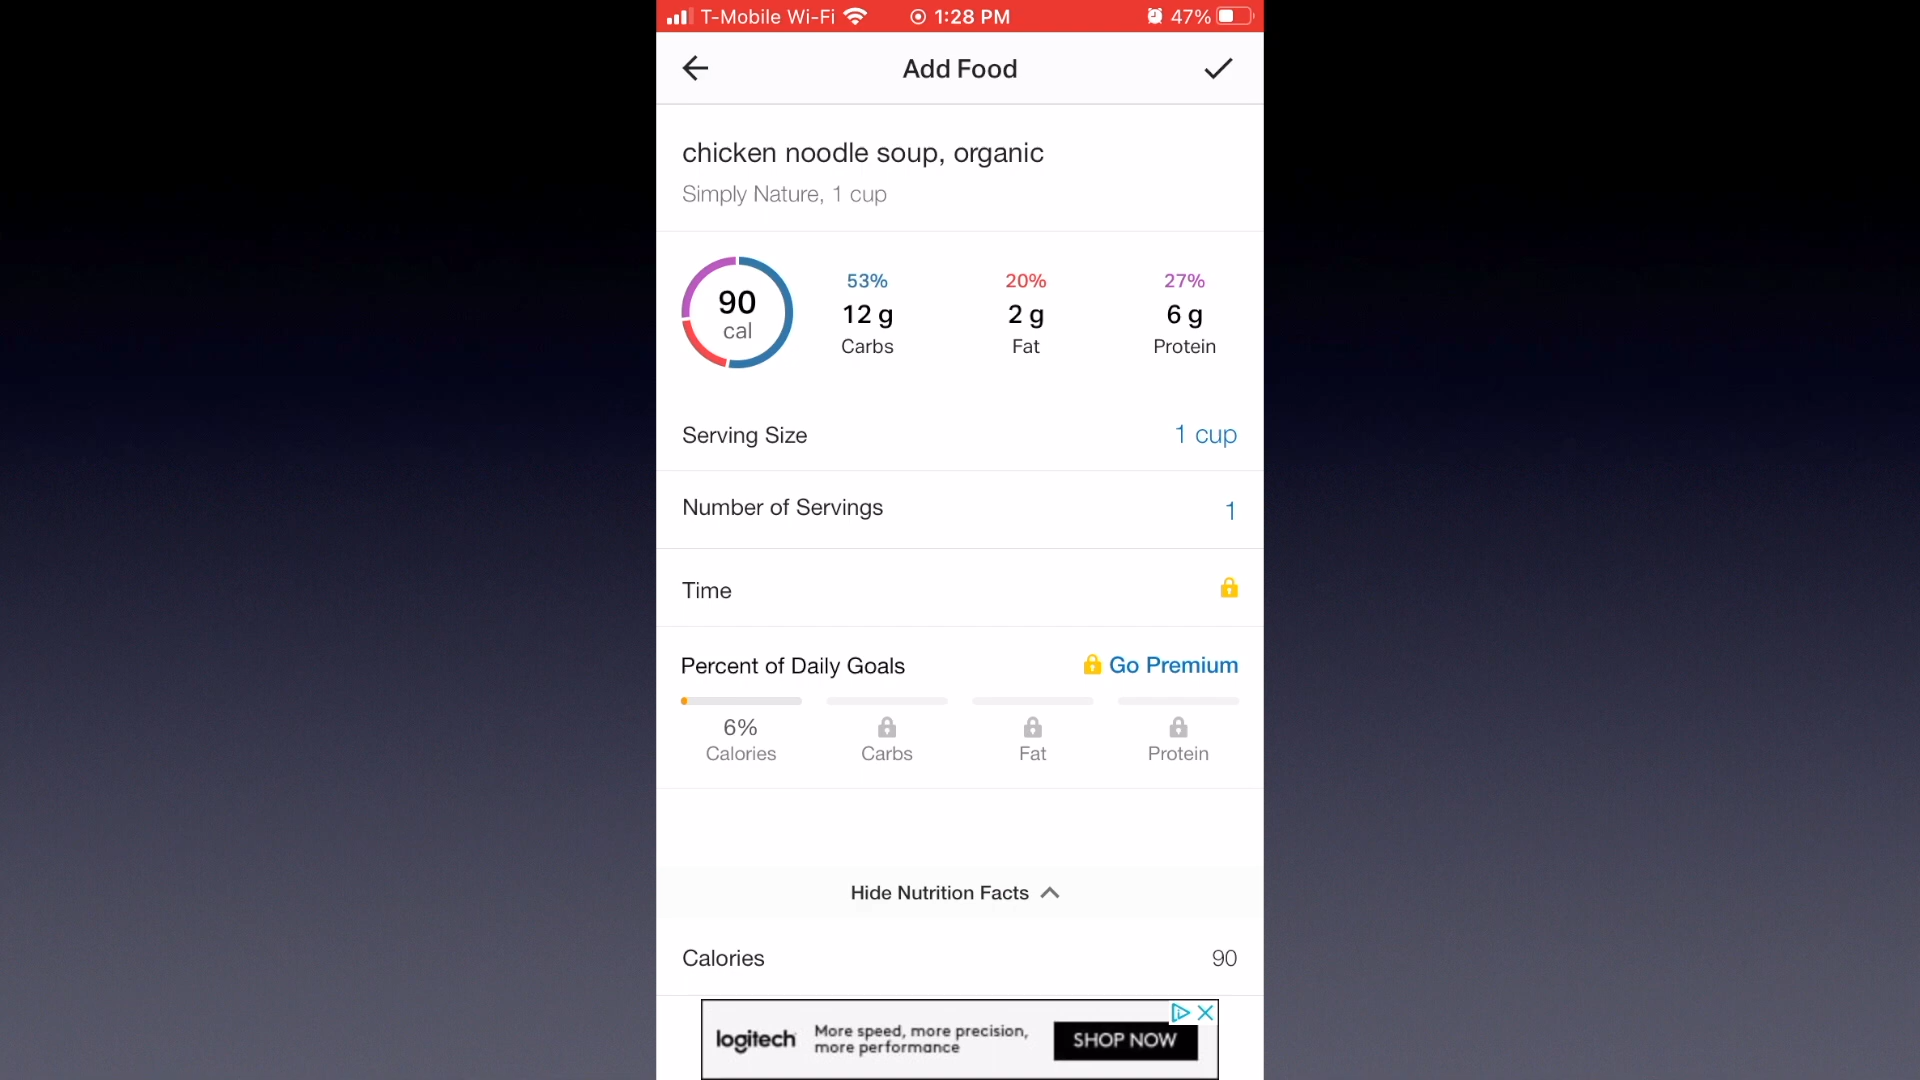 T-Mobile Wi-Fi 1:28 PM 47%
Add Food
chicken noodle soup, organic
Simply Nature, 1 cup
90
cal
53% 20% 27%
12 g 2 g 6 g
Carbs Fat Protein
Serving Size 1 cup
Number of Servings 1
Time
Percent of Daily Goals Go Premium
6%
Calories Carbs Fat Protein
Hide Nutrition Facts
Calories 90
logitech More speed, more precision,
more performance
SHOP NOW